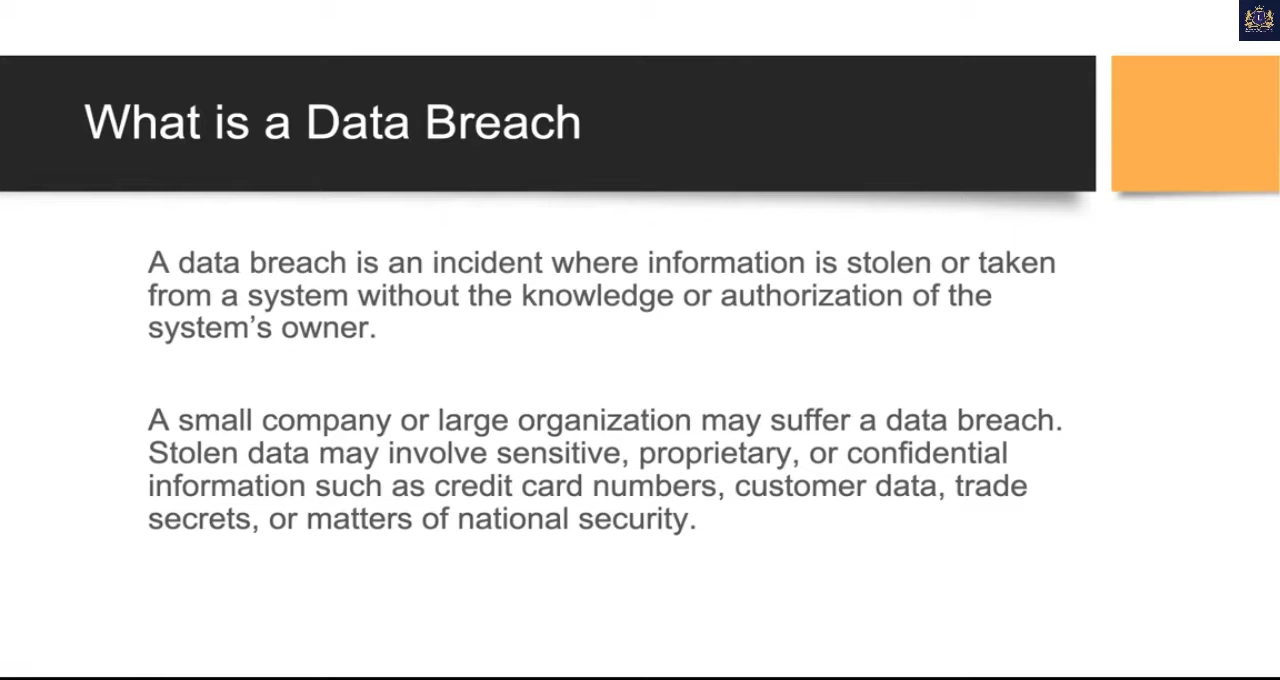 What is a Data Breach
A data breach is an incident where information is stolen or taken
from a system without the knowledge or authorization of the
system’s owner.
A small company or large organization may suffer a data breach.
Stolen data may involve sensitive, proprietary, or confidential
information such as credit card numbers, customer data, trade
secrets, or matters of national security.